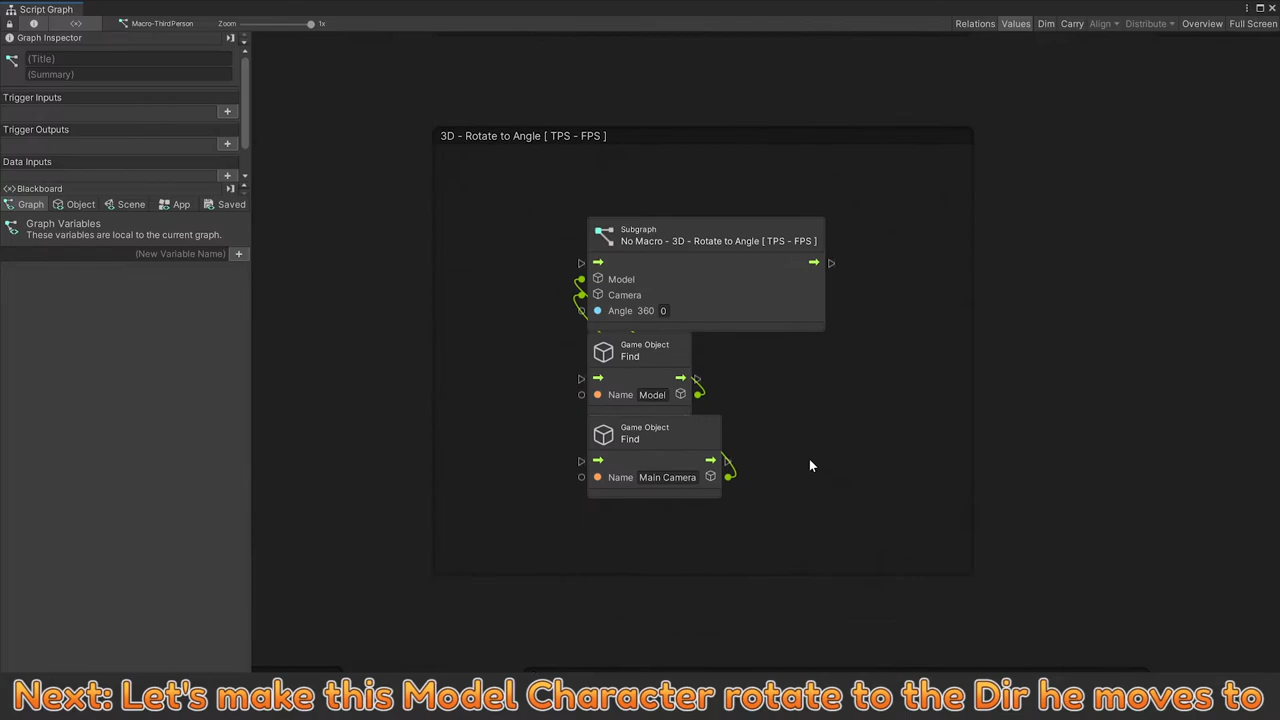 Script Graph
Macro-ThirdPerson
Zoom
1x
Relations
Values
Dim
Carry
Align
Distribute
Overview
Full Screen
Graph Inspector
(Title)
(Summary)
Trigger Inputs
Trigger Outputs
Data Inputs
Blackboard
Graph
Object
Scene
App
Saved
Graph Variables
These variables are local to the current graph.
(New Variable Name)
3D - Rotate to Angle [ TPS - FPS ]
Subgraph
No Macro - 3D - Rotate to Angle [ TPS - FPS ]
Model
Camera
Angle 360 0
Game Object
Find
Name Model
Game Object
Find
Name Main Camera
Next: Let's make this Model Character rotate to the Dir he moves to